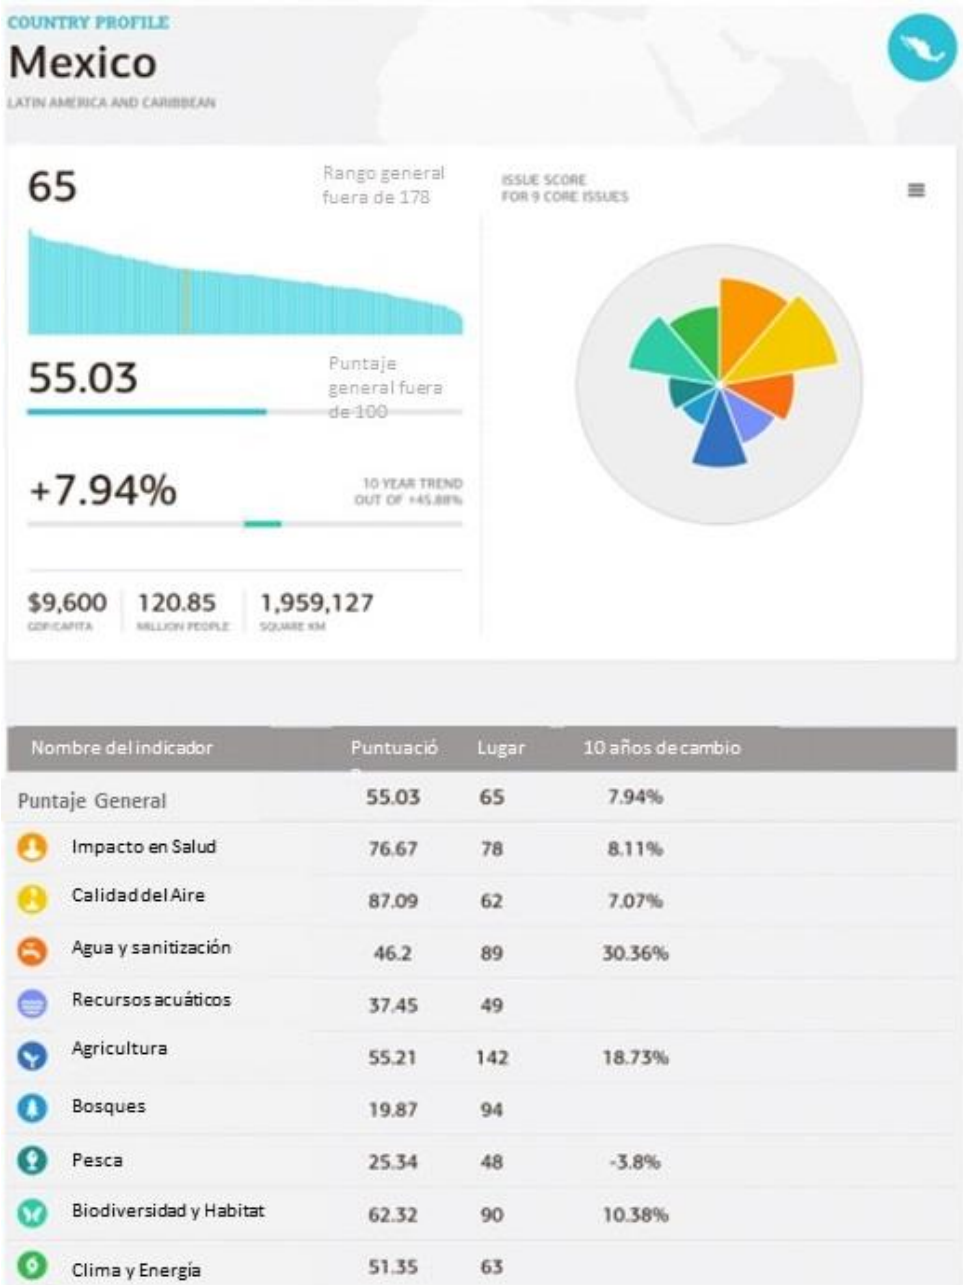 COUNTRY PROFILE
Mexico
LATIN AMERICA AND CARIBBEAN
65
Rango general
fuera de 178
55.03
Puntaje
general fuera
de 100
+7.94%
10 YEAR TREND
OUT OF +45.88%
$9,600 120.85 1,959,127
GDP/CAPITA MILLION PEOPLE SQUARE KM
ISSUE SCORE
FOR 9 CORE ISSUES
Nombre del indicador Puntuació Lugar 10 años de cambio
Puntaje General 55.03 65 7.94%
Impacto en Salud 76.67 78 8.11%
Calidad del Aire 87.09 62 7.07%
Agua y sanitización 46.2 89 30.36%
Recursos acuáticos 37.45 49
Agricultura 55.21 142 18.73%
Bosques 19.87 94
Pesca 25.34 48 -3.8%
Biodiversidad y Habitat 62.32 90 10.38%
Clima y Energía 51.35 63